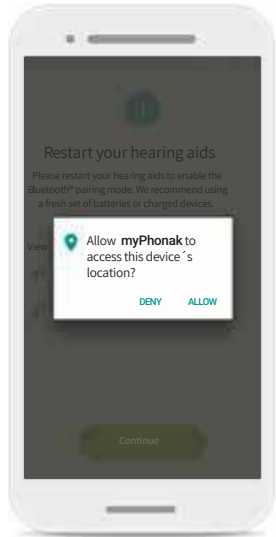 Restart your hearing aids
Please restart your hearing aids to enable the
Bluetooth® pairing mode. We recommend using
a fresh set of batteries or charged devices.
View
Allow myPhonak to
access this device´s
location?
DENY ALLOW
Continue